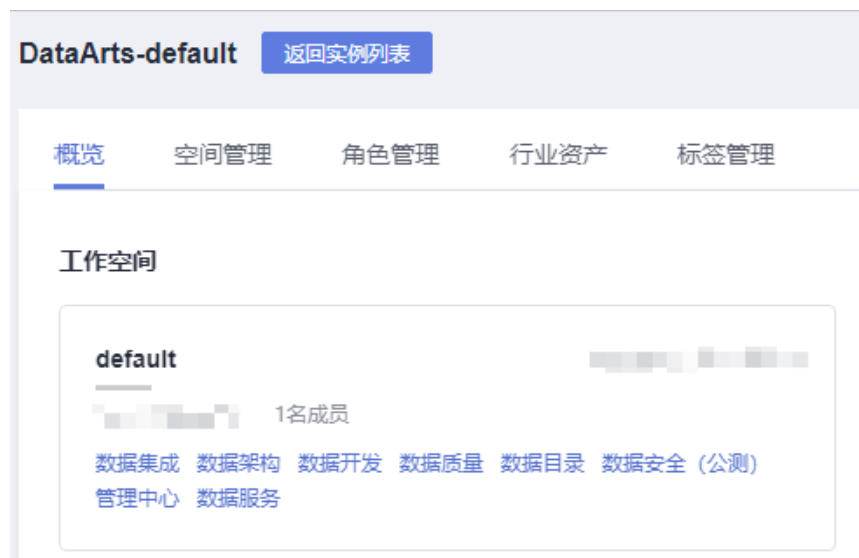 DataArts-default 返回实例列表
概览 空间管理 角色管理 行业资产 标签管理
工作空间
default
1名成员
数据集成 数据架构 数据开发 数据质量 数据目录 数据安全（公测）
管理中心 数据服务